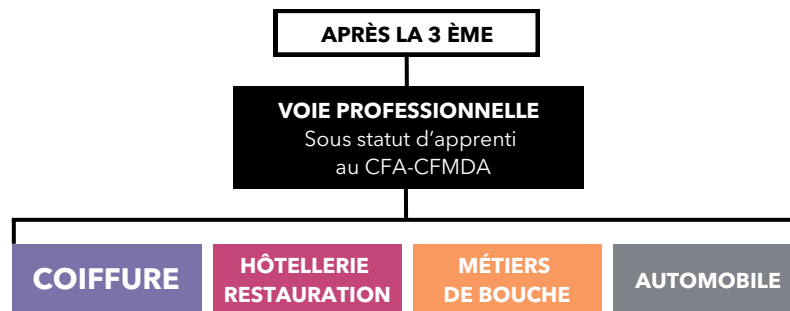 APRÈS LA 3 ÈME
VOIE PROFESSIONNELLE
Sous statut d'apprenti
au CFA-CFMDA
COIFFURE
HÔTELLERIE
RESTAURATION
MÉTIERS
DE BOUCHE
AUTOMOBILE